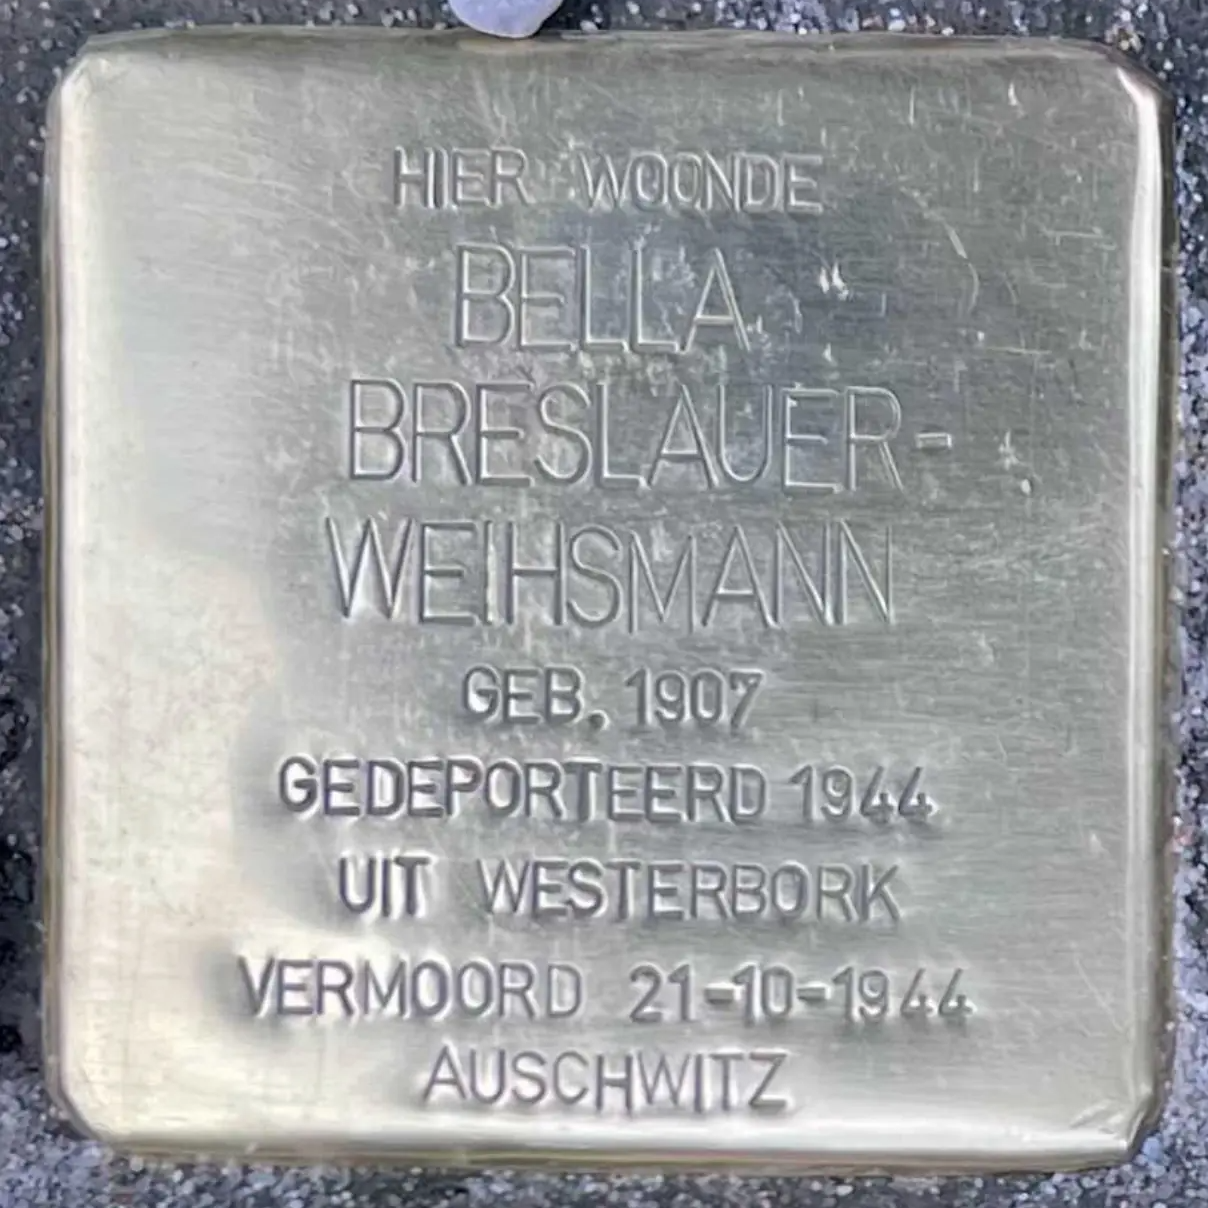 HIER WOONDE
BELLA
BRESLAUER-
WEIHSMANN
GEB. 1907
GEDEPORTEERD 1944
UIT WESTERBORK
VERMOORD 21-10-1944
AUSCHWITZ